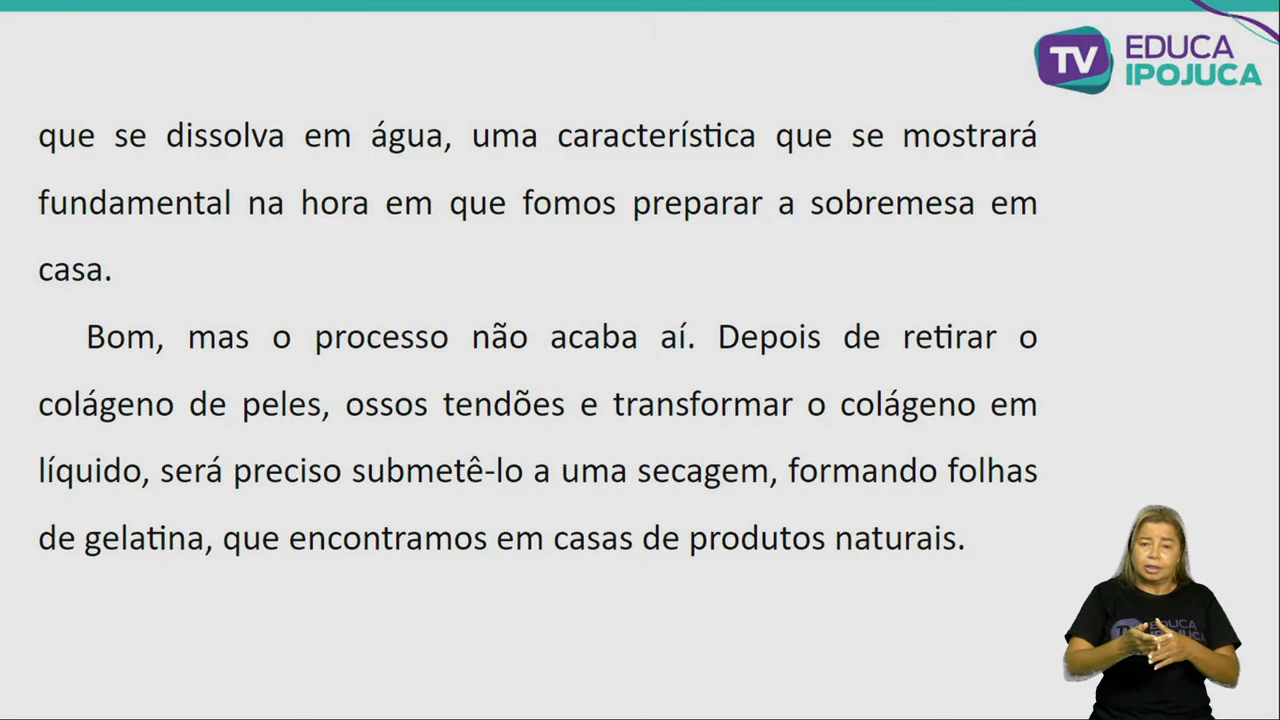 TV EDUCA
IPOJUCA
que se dissolva em água, uma característica que se mostrará
fundamental na hora em que fomos preparar a sobremesa em
casa.
Bom, mas o processo não acaba aí. Depois de retirar o
colágeno de peles, ossos tendões e transformar o colágeno em
líquido, será preciso submetê-lo a uma secagem, formando folhas
de gelatina, que encontramos em casas de produtos naturais.
TV EDUCA
IPOJUCA